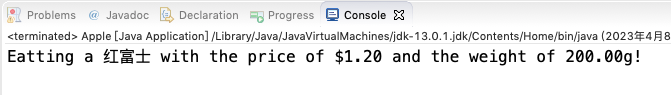 Problems Javadoc Declaration Progress Console
<terminated> Apple [Java Application] /Library/Java/JavaVirtualMachines/jdk-13.0.1.jdk/Contents/Home/bin/java (2023年4月8
Eatting a 红富士 with the price of $1.20 and the weight of 200.00g!